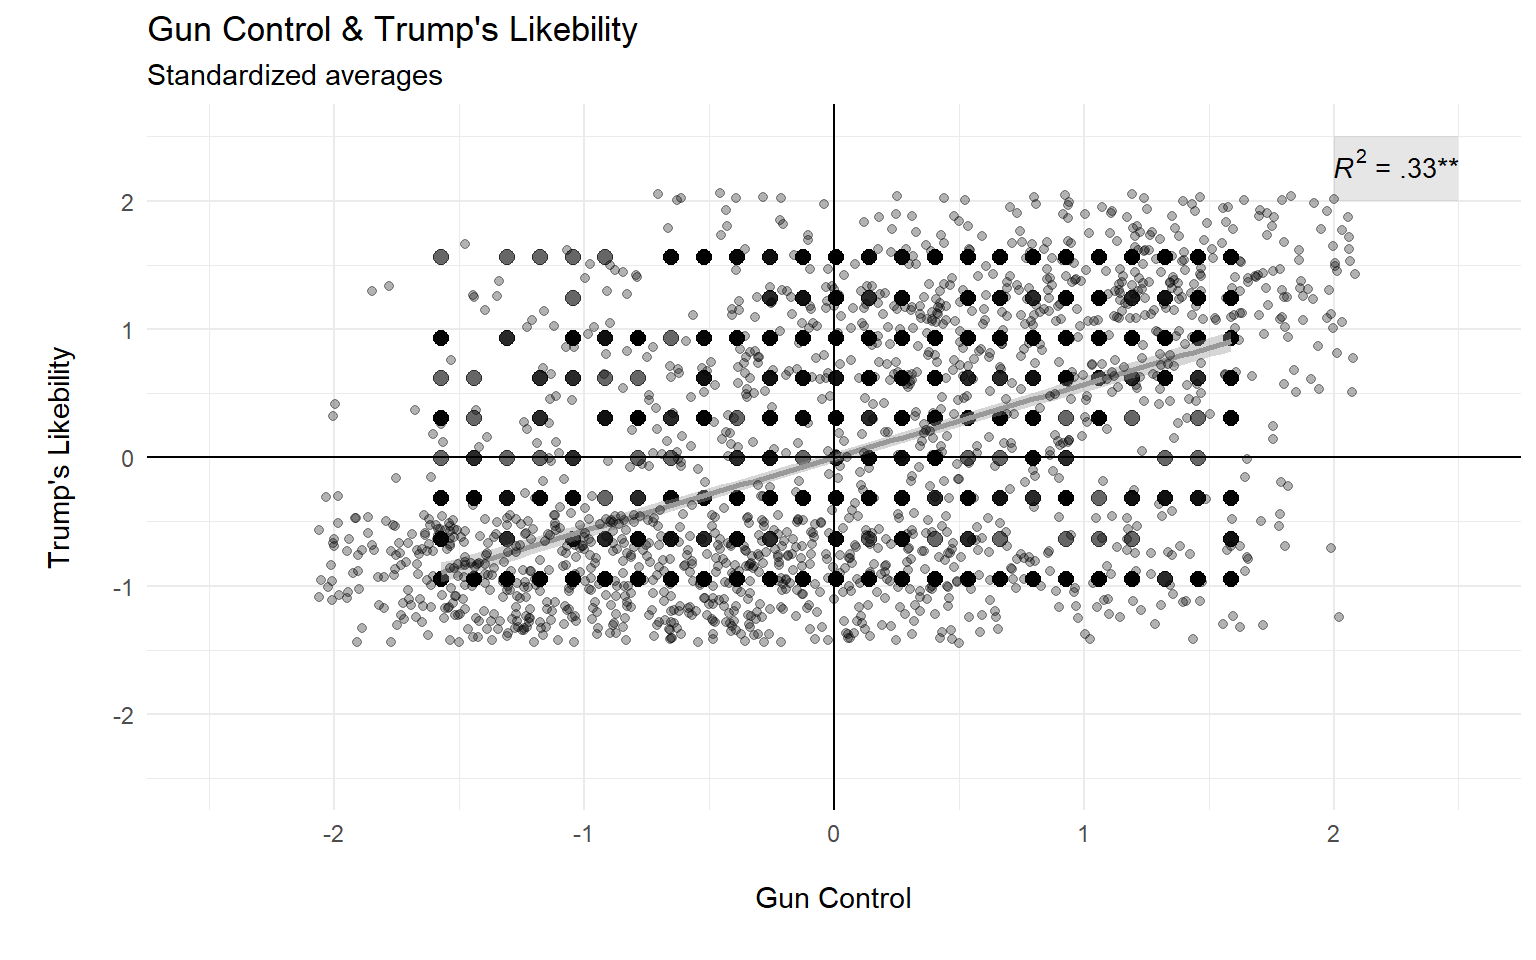 Gun Control & Trump's Likebility
Standardized averages
R² = .33**
Trump's Likebility
2
1
0
-1
-2
-2
-1
0
1
2
Gun Control